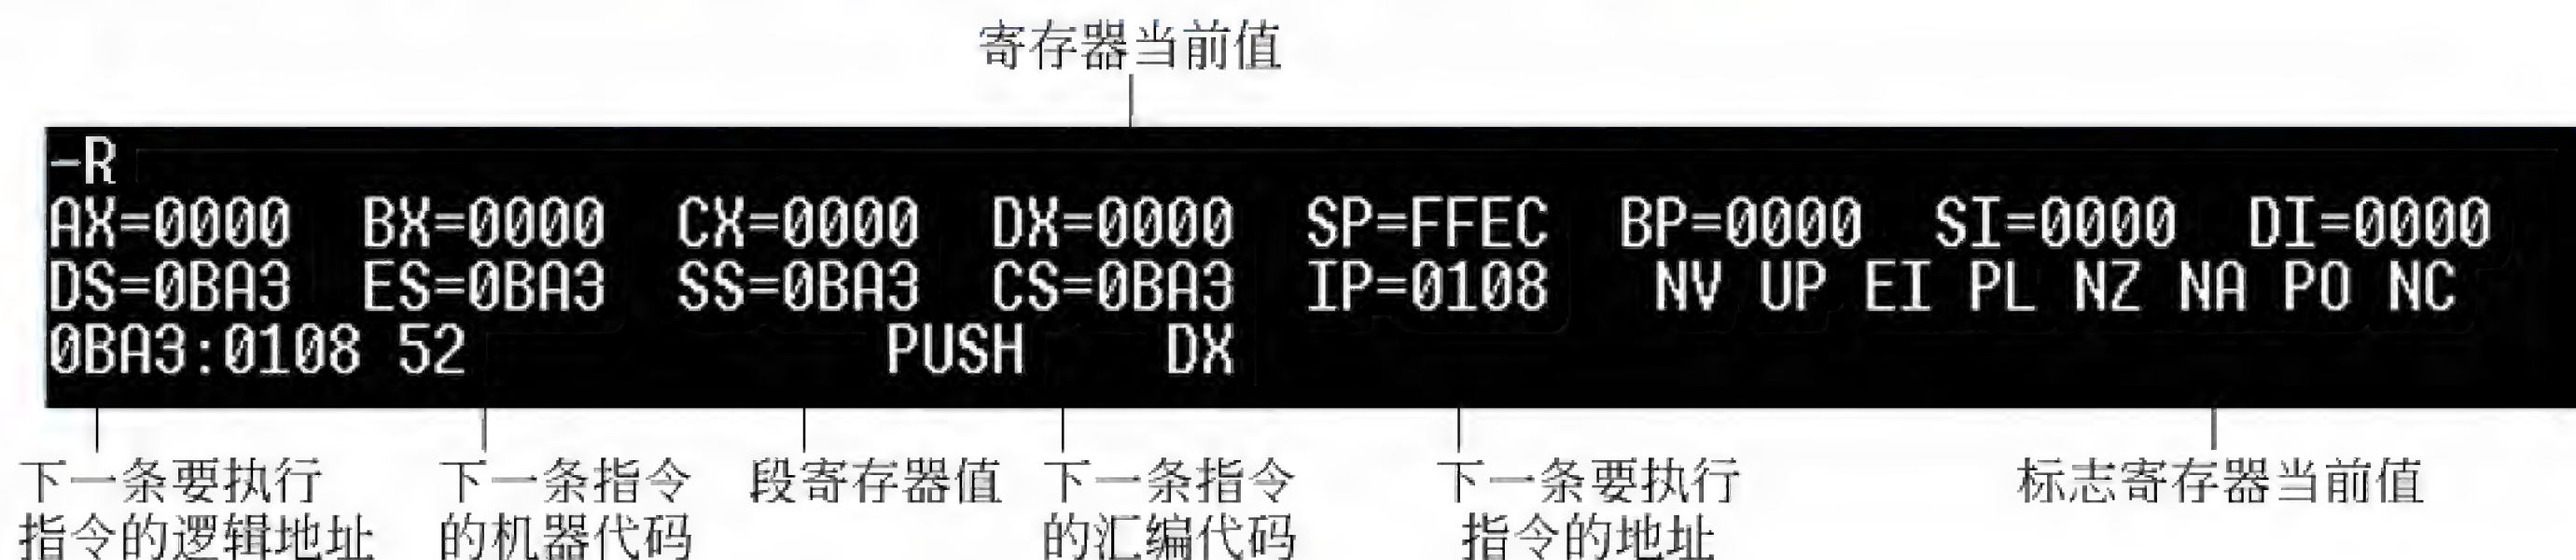 寄存器当前值
-R
AX=0000 BX=0000 CX=0000 DX=0000 SP=FFEC BP=0000 SI=0000 DI=0000
DS=0BA3 ES=0BA3 SS=0BA3 CS=0BA3 IP=0108 NV UP EI PL NZ NA PO NC
0BA3:0108 52 PUSH DX
下一条要执行
指令的逻辑地址
下一条指令
的机器代码
段寄存器值
下一条指令
的汇编代码
下一条要执行
指令的地址
标志寄存器当前值